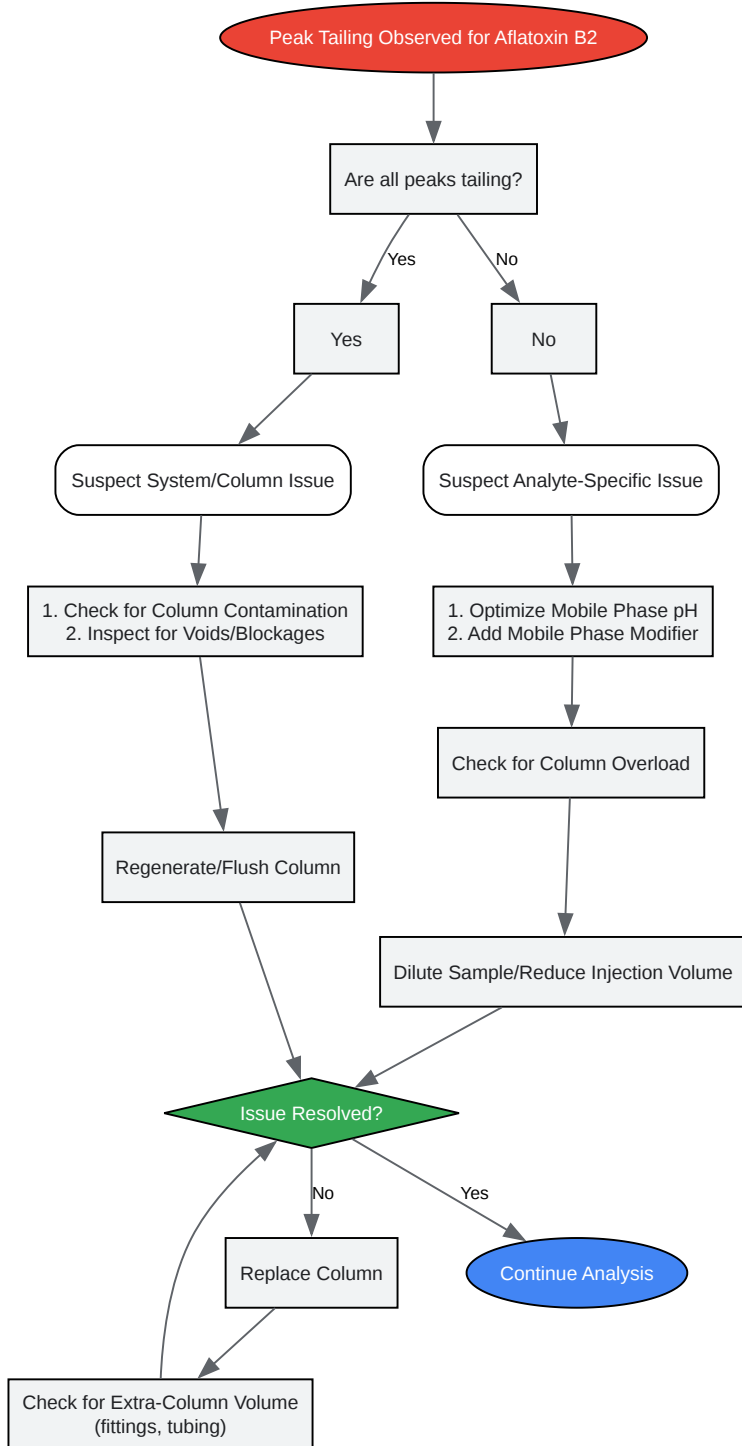 Peak Tailing Observed for Aflatoxin B2
Are all peaks tailing?
Yes
No
Yes
No
Suspect System/Column Issue
Suspect Analyte-Specific Issue
1. Check for Column Contamination
2. Inspect for Voids/Blockages
1. Optimize Mobile Phase pH
2. Add Mobile Phase Modifier
Check for Column Overload
Regenerate/Flush Column
Dilute Sample/Reduce Injection Volume
Issue Resolved?
No
Yes
Replace Column
Continue Analysis
Check for Extra-Column Volume
(fittings, tubing)